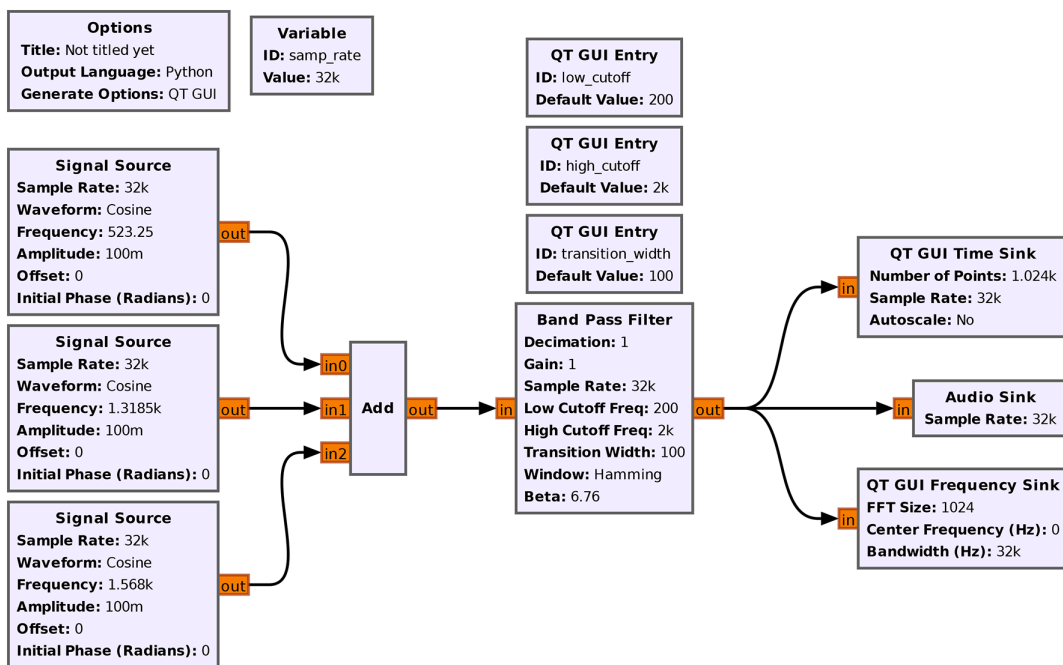 Options
Title: Not titled yet
Output Language: Python
Generate Options: QT GUI
Variable
ID: samp_rate
Value: 32k
QT GUI Entry
ID: low_cutoff
Default Value: 200
QT GUI Entry
ID: high_cutoff
Default Value: 2k
QT GUI Entry
ID: transition_width
Default Value: 100
Signal Source
Sample Rate: 32k
Waveform: Cosine
Frequency: 523.25
Amplitude: 100m
Offset: 0
Initial Phase (Radians): 0
out
Signal Source
Sample Rate: 32k
Waveform: Cosine
Frequency: 1.3185k
Amplitude: 100m
Offset: 0
Initial Phase (Radians): 0
out
Signal Source
Sample Rate: 32k
Waveform: Cosine
Frequency: 1.568k
Amplitude: 100m
Offset: 0
Initial Phase (Radians): 0
out
in0
in1
in2
Add
out
in
Band Pass Filter
Decimation: 1
Gain: 1
Sample Rate: 32k
Low Cutoff Freq: 200
High Cutoff Freq: 2k
Transition Width: 100
Window: Hamming
Beta: 6.76
out
in
QT GUI Time Sink
Number of Points: 1.024k
Sample Rate: 32k
Autoscale: No
in
Audio Sink
Sample Rate: 32k
in
QT GUI Frequency Sink
FFT Size: 1024
Center Frequency (Hz): 0
Bandwidth (Hz): 32k